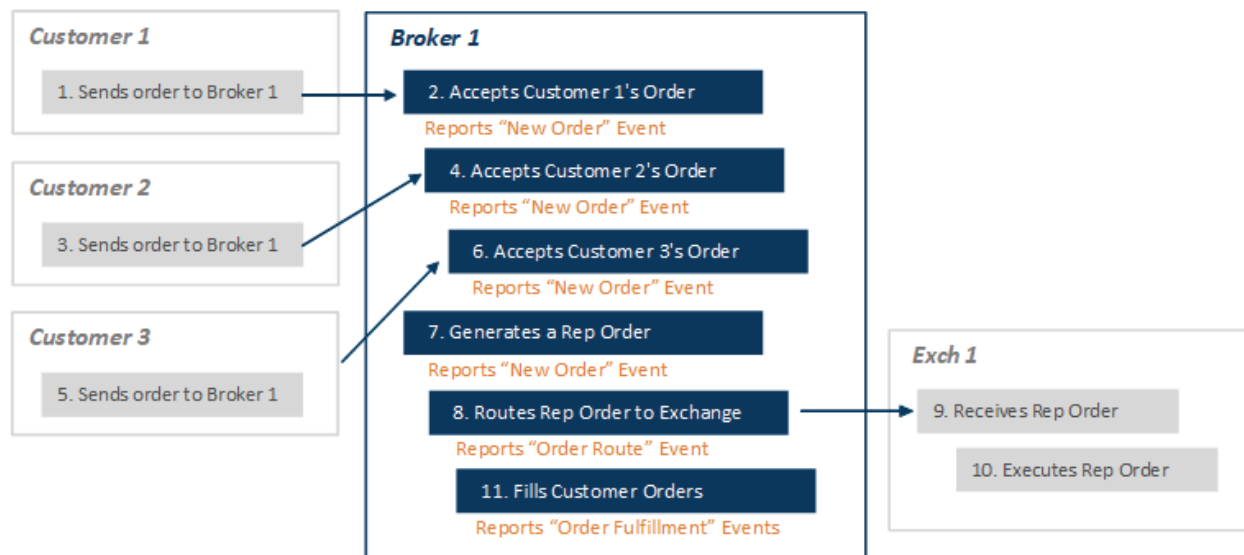 Customer 1
1. Sends order to Broker 1
Customer 2
3. Sends order to Broker 1
Customer 3
5. Sends order to Broker 1
Broker 1
2. Accepts Customer 1's Order
Reports “New Order” Event
4. Accepts Customer 2's Order
Reports “New Order” Event
6. Accepts Customer 3's Order
Reports “New Order” Event
7. Generates a Rep Order
Reports “New Order” Event
8. Routes Rep Order to Exchange
Reports “Order Route” Event
11. Fills Customer Orders
Reports “Order Fulfillment” Events
Exch 1
9. Receives Rep Order
10. Executes Rep Order